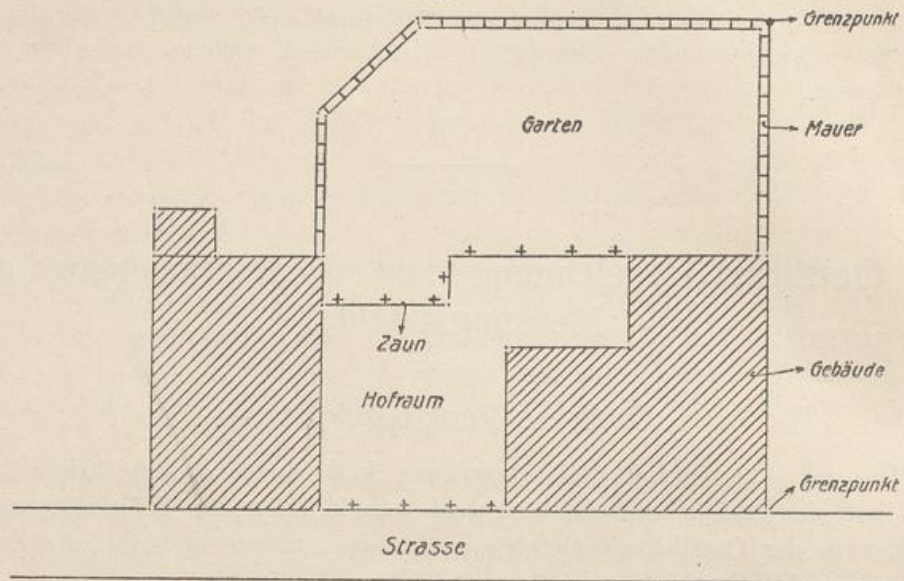 Grenzpunkt
Garten
Mauer
Zaun
Gebäude
Hofraum
Grenzpunkt
Strasse